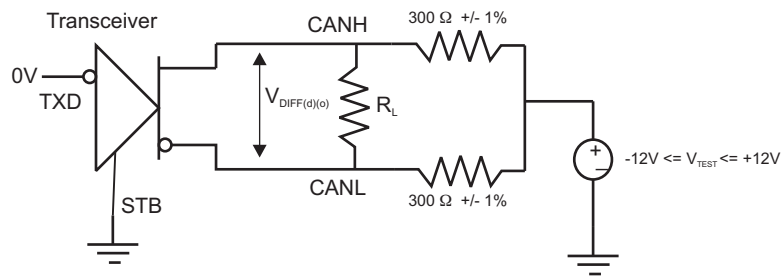 Transceiver
CANH
300 Ω +/- 1%
0V
TXD
V_DIFF(d)(o)
R_L
+
-12V <= V_TEST <= +12V
–
STB
CANL
300 Ω +/- 1%